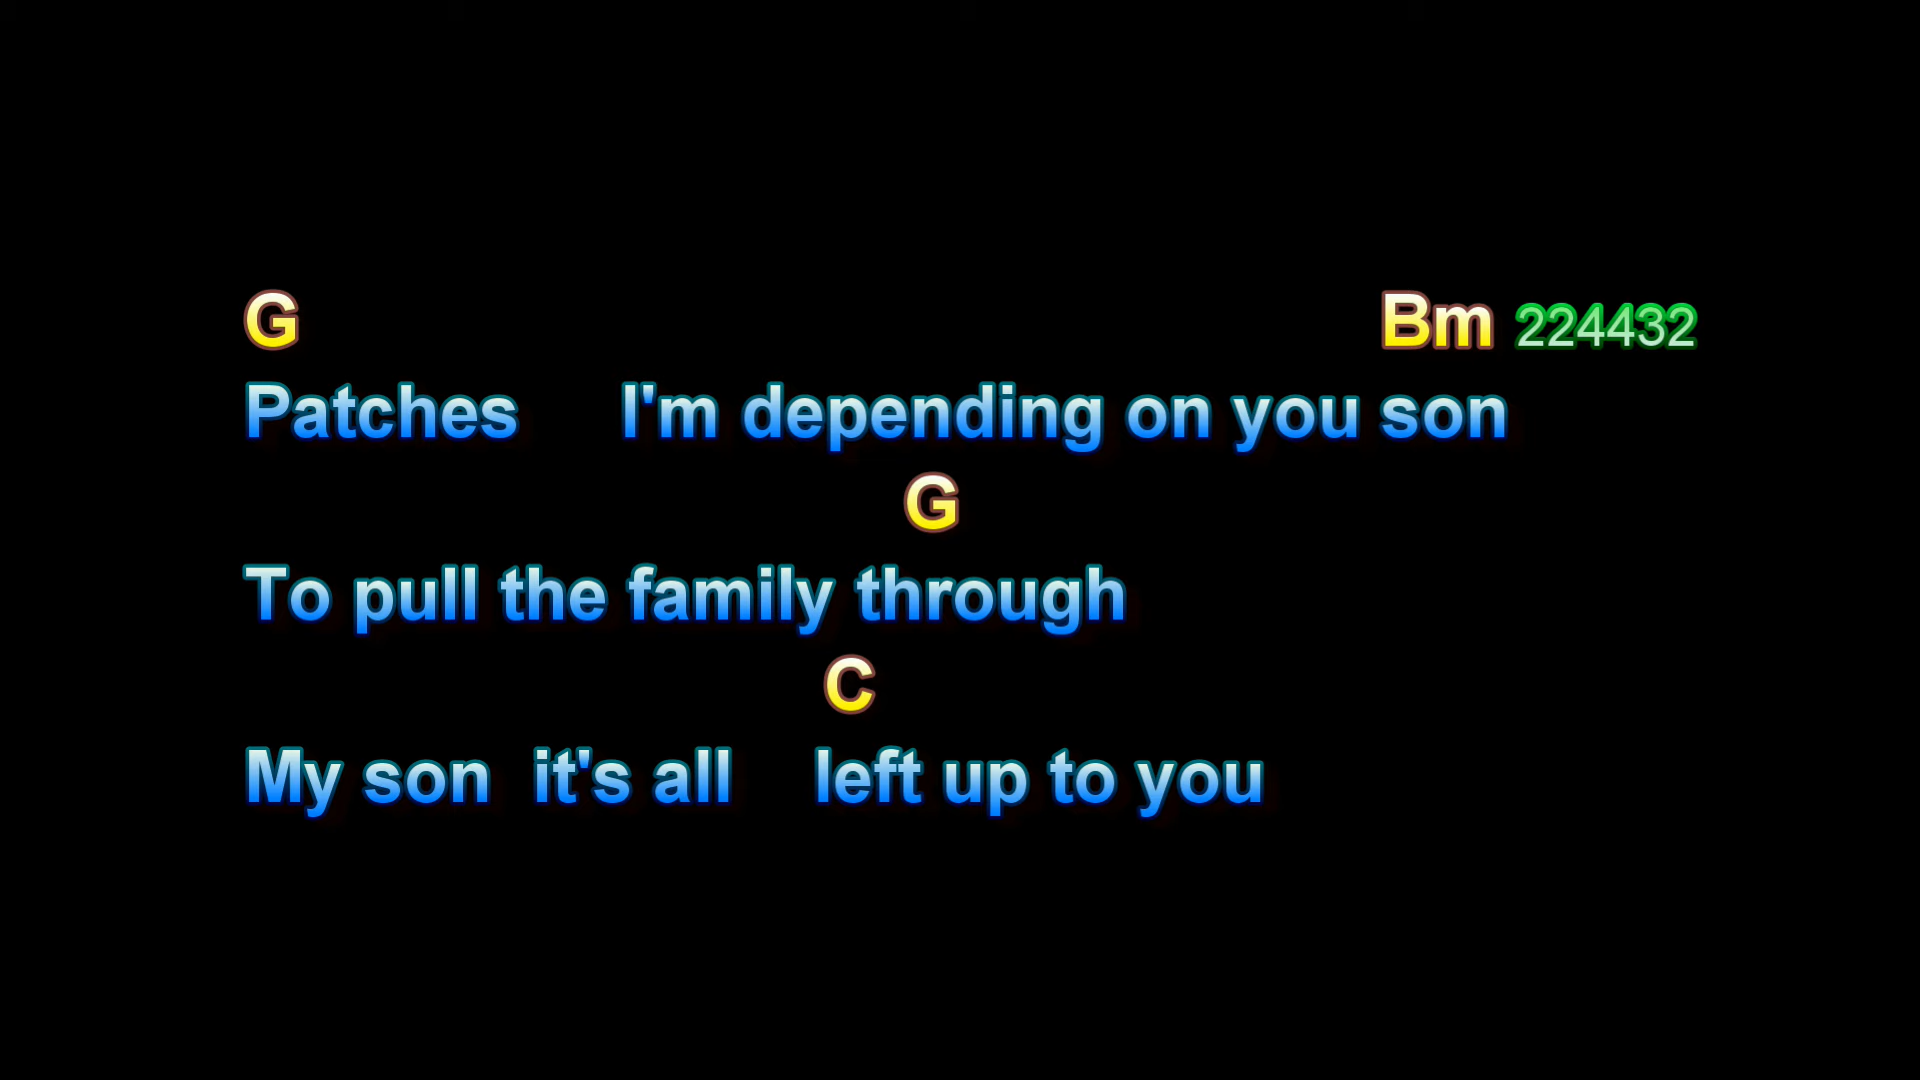 G Bm 224432
Patches I'm depending on you son
G
To pull the family through
C
My son it's all left up to you